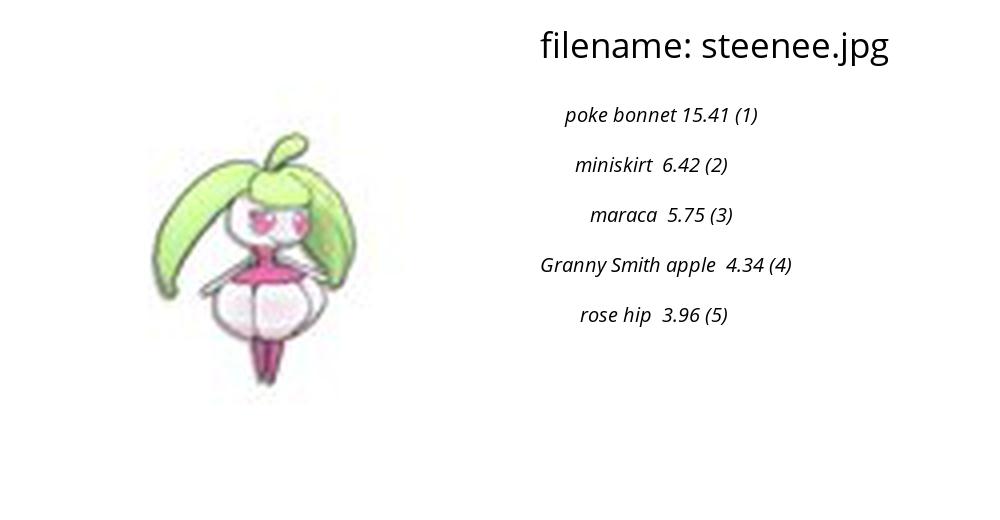 filename: steenee.jpg
poke bonnet 15.41 (1)
miniskirt 6.42 (2)
maraca 5.75 (3)
Granny Smith apple 4.34 (4)
rose hip 3.96 (5)